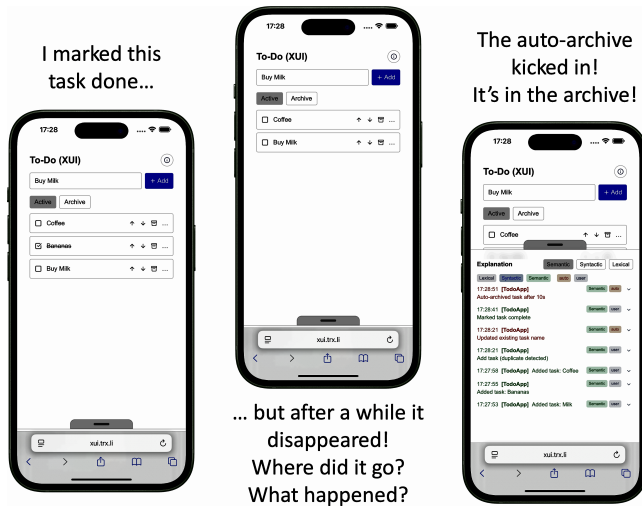 I marked this
task done…
17:28
To-Do (XUI)
Buy Milk
+ Add
Active Archive
Coffee
Bananas
Buy Milk
xui.trx.li
17:28
To-Do (XUI)
Buy Milk
+ Add
Active Archive
Coffee
Buy Milk
xui.trx.li
… but after a while it
disappeared!
Where did it go?
What happened?
The auto-archive
kicked in!
It’s in the archive!
17:28
To-Do (XUI)
Buy Milk
+ Add
Active Archive
Coffee
Explanation Semantic Syntactic Lexical
Lexical Syntactic Semantic auto user
17:28:51 [TodoApp] Semantic auto
Auto-archived task after 10s
17:28:41 [TodoApp] Semantic user
Marked task complete
17:28:21 [TodoApp] Semantic auto
Updated existing task name
17:28:21 [TodoApp] Semantic user
Add task (duplicate detected)
17:27:58 [TodoApp] Added task: Coffee Semantic user
17:27:55 [TodoApp] Semantic user
Added task: Bananas
17:27:53 [TodoApp] Added task: Milk Semantic user
xui.trx.li